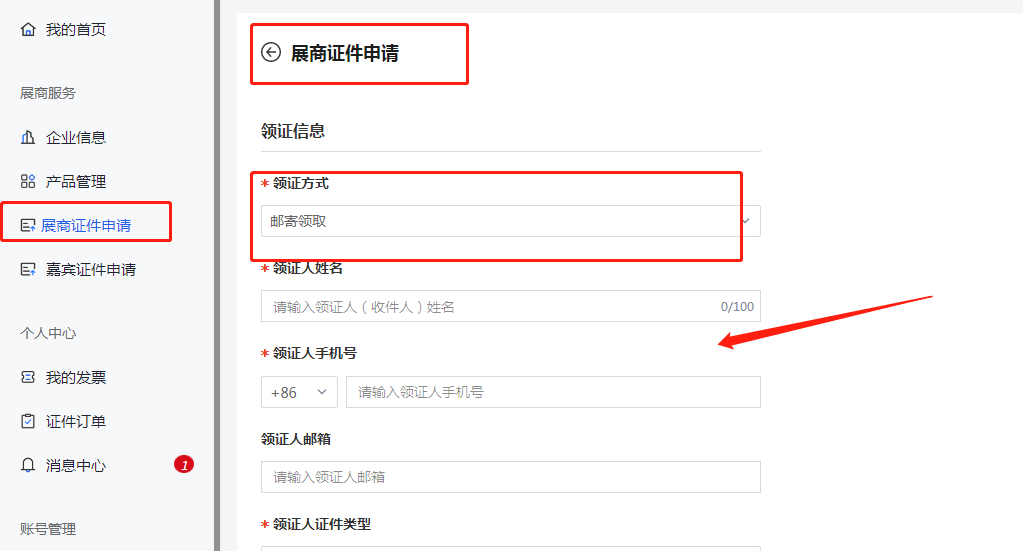 我的首页
展商服务
企业信息
产品管理
展商证件申请
嘉宾证件申请
个人中心
我的发票
证件订单
消息中心 1
账号管理
展商证件申请
领证信息
* 领证方式
邮寄领取
* 领证人姓名
请输入领证人（收件人）姓名 0/100
* 领证人手机号
+86 请输入领证人手机号
领证人邮箱
请输入领证人邮箱
* 领证人证件类型